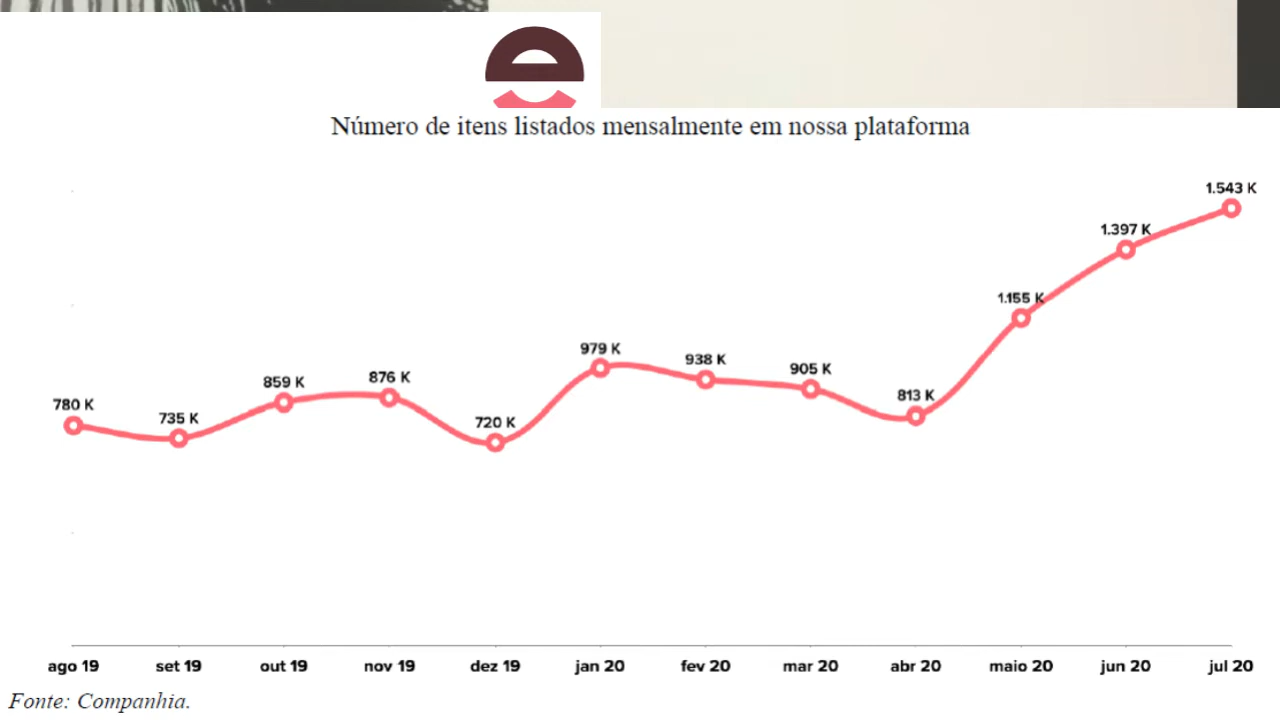 e
Número de itens listados mensalmente em nossa plataforma
1.543 K
1.397 K
1.155 K
979 K
938 K
905 K
876 K
859 K
813 K
780 K
735 K
720 K
ago 19 set 19 out 19 nov 19 dez 19 jan 20 fev 20 mar 20 abr 20 maio 20 jun 20 jul 20
Fonte: Companhia.